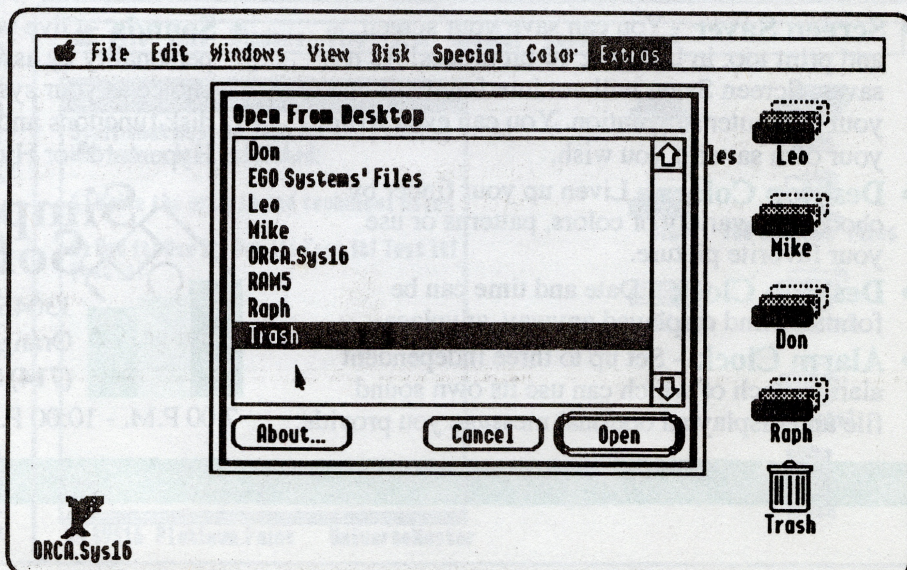 File Edit Windows View Disk Special Color Extras
Open From Desktop
Don
EGO Systems' Files
Leo
Mike
ORCA.Sys16
RAM5
Raph
Trash
About...
Cancel
Open
les
Leo
Mike
Don
Raph
Trash
ORCA.Sys16